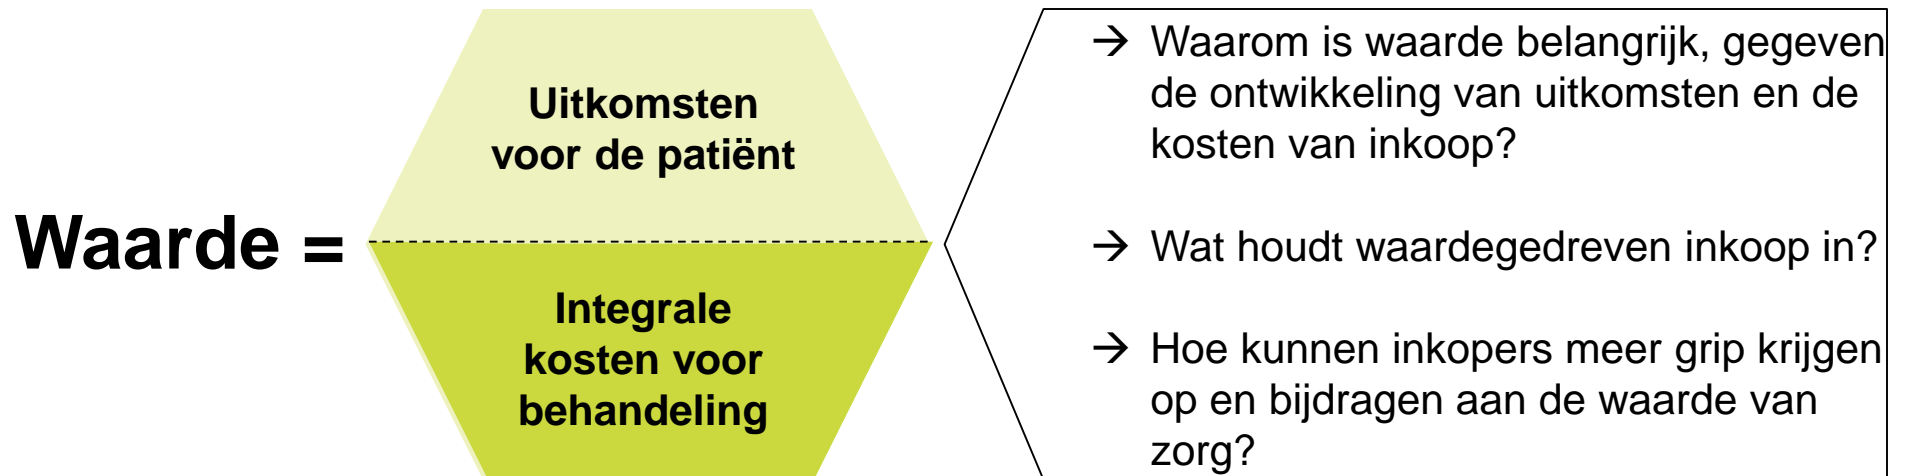 Waarde =
Uitkomsten
voor de patiënt
Integrale
kosten voor
behandeling
→ Waarom is waarde belangrijk, gegeven
de ontwikkeling van uitkomsten en de
kosten van inkoop?
→ Wat houdt waardegedreven inkoop in?
→ Hoe kunnen inkopers meer grip krijgen
op en bijdragen aan de waarde van
zorg?